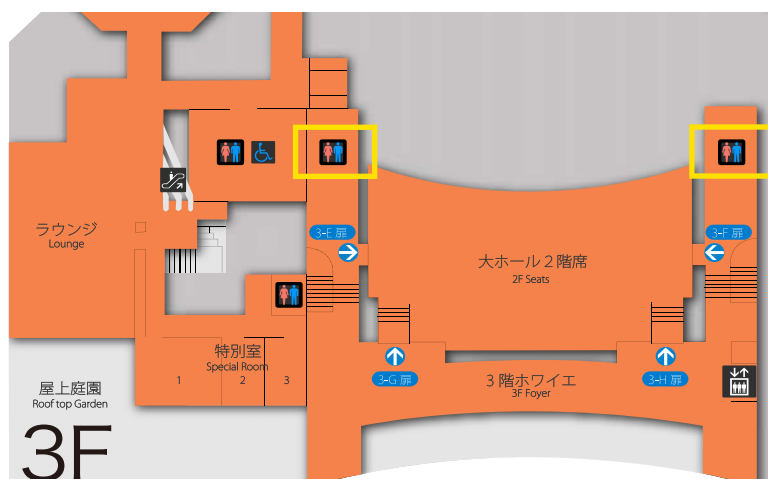 3-E 扉
3-F 扉
ラウンジ
Lounge
大ホール2階席
2F Seats
特別室
Special Room
1
2
3
3-G 扉
3-H 扉
3階ホワイエ
3F Foyer
屋上庭園
Roof top Garden
3F